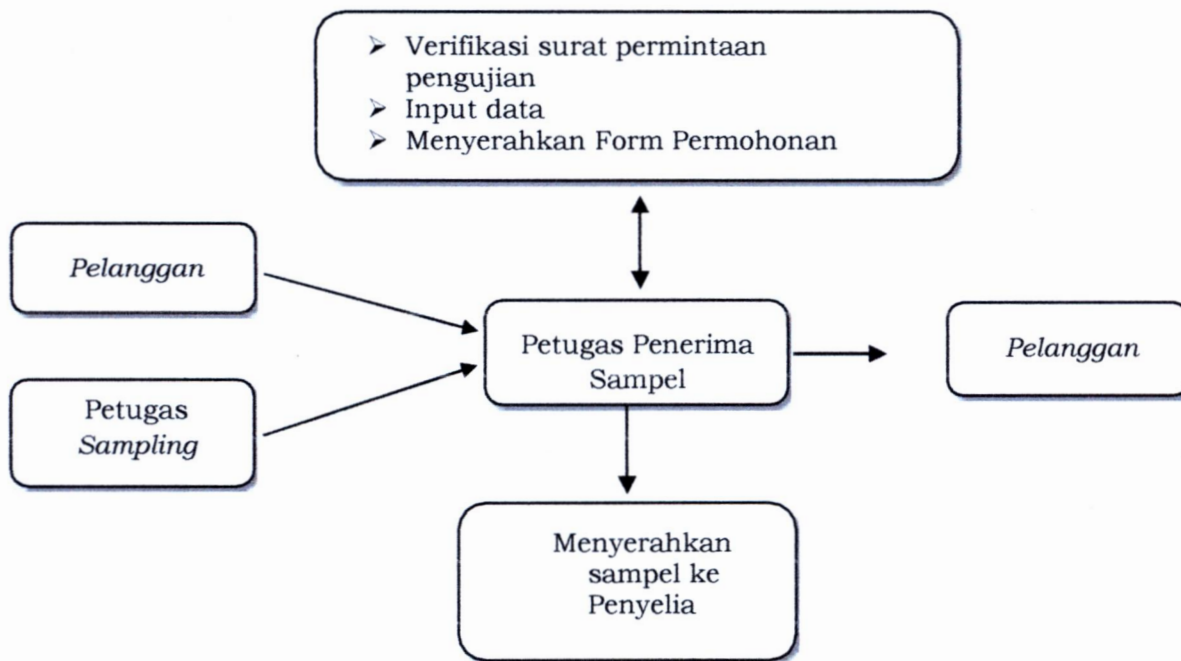 ➢ Verifikasi surat permintaan
pengujian
➢ Input data
➢ Menyerahkan Form Permohonan
Pelanggan
Petugas
Sampling
Petugas Penerima
Sampel
Pelanggan
Menyerahkan
sampel ke
Penyelia